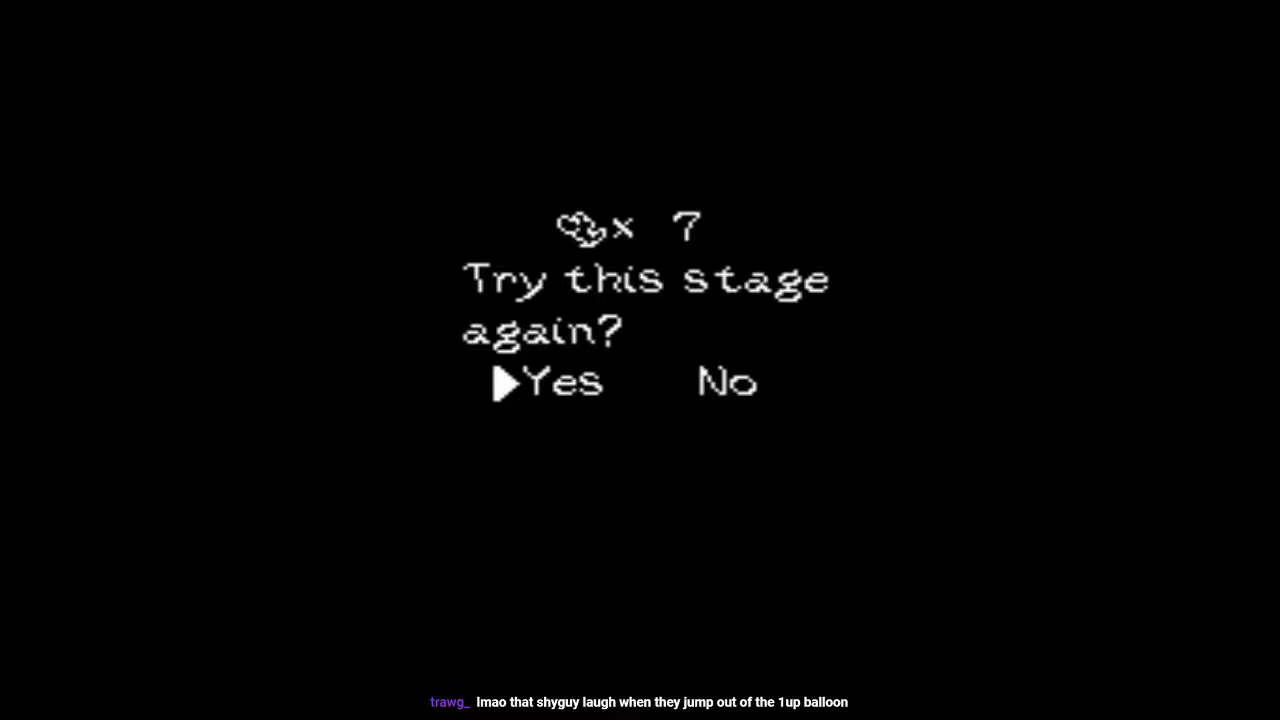 x 7
Try this stage
again?
Yes No
trawg_ lmao that shyguy laugh when they jump out of the 1up balloon